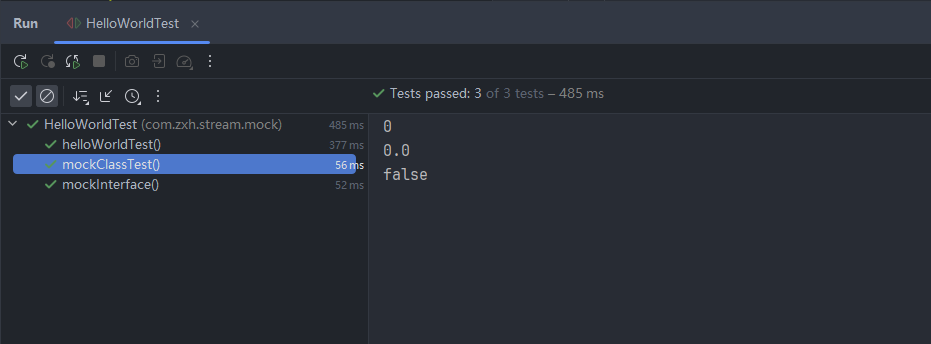 Run HelloWorldTest
Tests passed: 3 of 3 tests – 485 ms
HelloWorldTest (com.zxh.stream.mock) 485 ms
helloWorldTest() 377 ms
mockClassTest() 56 ms
mockInterface() 52 ms
0
0.0
false